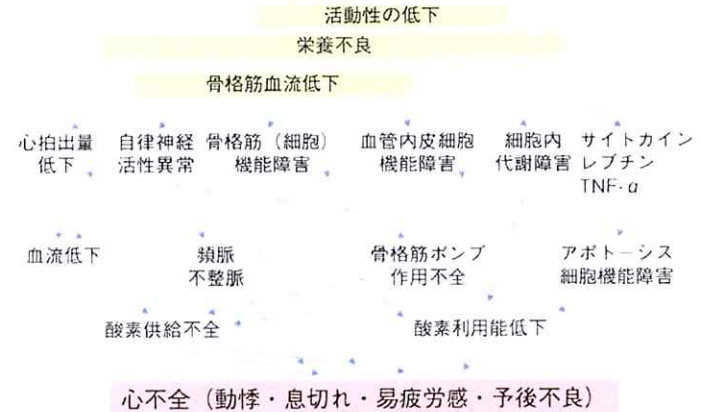 活動性の低下
栄養不良
骨格筋血流低下
心拍出量
低下
自律神経
活性異常
骨格筋（細胞）
機能障害
血管内皮細胞
機能障害
細胞内
代謝障害
サイトカイン
レプチン
TNF-α
血流低下
頻脈
不整脈
骨格筋ポンプ
作用不全
アポトーシス
細胞機能障害
酸素供給不全
酸素利用能低下
心不全（動悸・息切れ・易疲労感・予後不良）